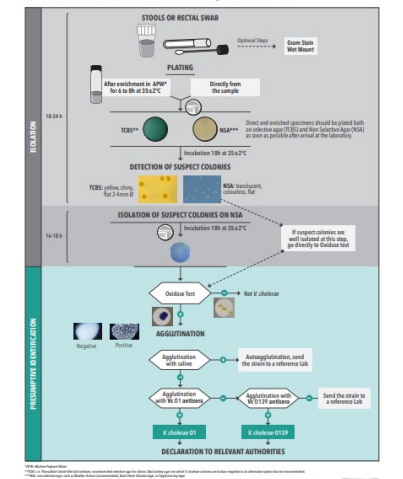 STOOLS OR RECTAL SWAB
Optional Steps
Gram Stain
Wet Mount
PLATING
After enrichment in APW*
for 6 to 8h at 35±2°C
Directly from
the sample
18-24 h
ISOLATION
TCBS**
NSA***
Direct and enriched specimens should be plated both
on selective agar (TCBS) and Non Selective Agar (NSA)
as soon as possible after arrival at the laboratory.
Incubation 18h at 35±2°C
DETECTION OF SUSPECT COLONIES
TCBS: yellow, shiny,
flat 2-4mm Ø
NSA: translucent,
colourless, flat
ISOLATION OF SUSPECT COLONIES ON NSA
16-18 h
Incubation 18h at 35±2°C
If suspect colonies are
well isolated at this step,
go directly to Oxidase test
PRESUMPTIVE IDENTIFICATION
Oxidase Test
Not V. cholerae
Negative
Positive
AGGLUTINATION
Agglutination
with saline
Autoagglutination, send
the strain to a reference Lab
Agglutination
with Vc O1 antisera
Agglutination with
Vc O139 antisera
Send the strain to
a reference Lab
V. cholerae O1
V. cholerae O139
DECLARATION TO RELEVANT AUTHORITIES
*APW: Alkaline Peptone Water